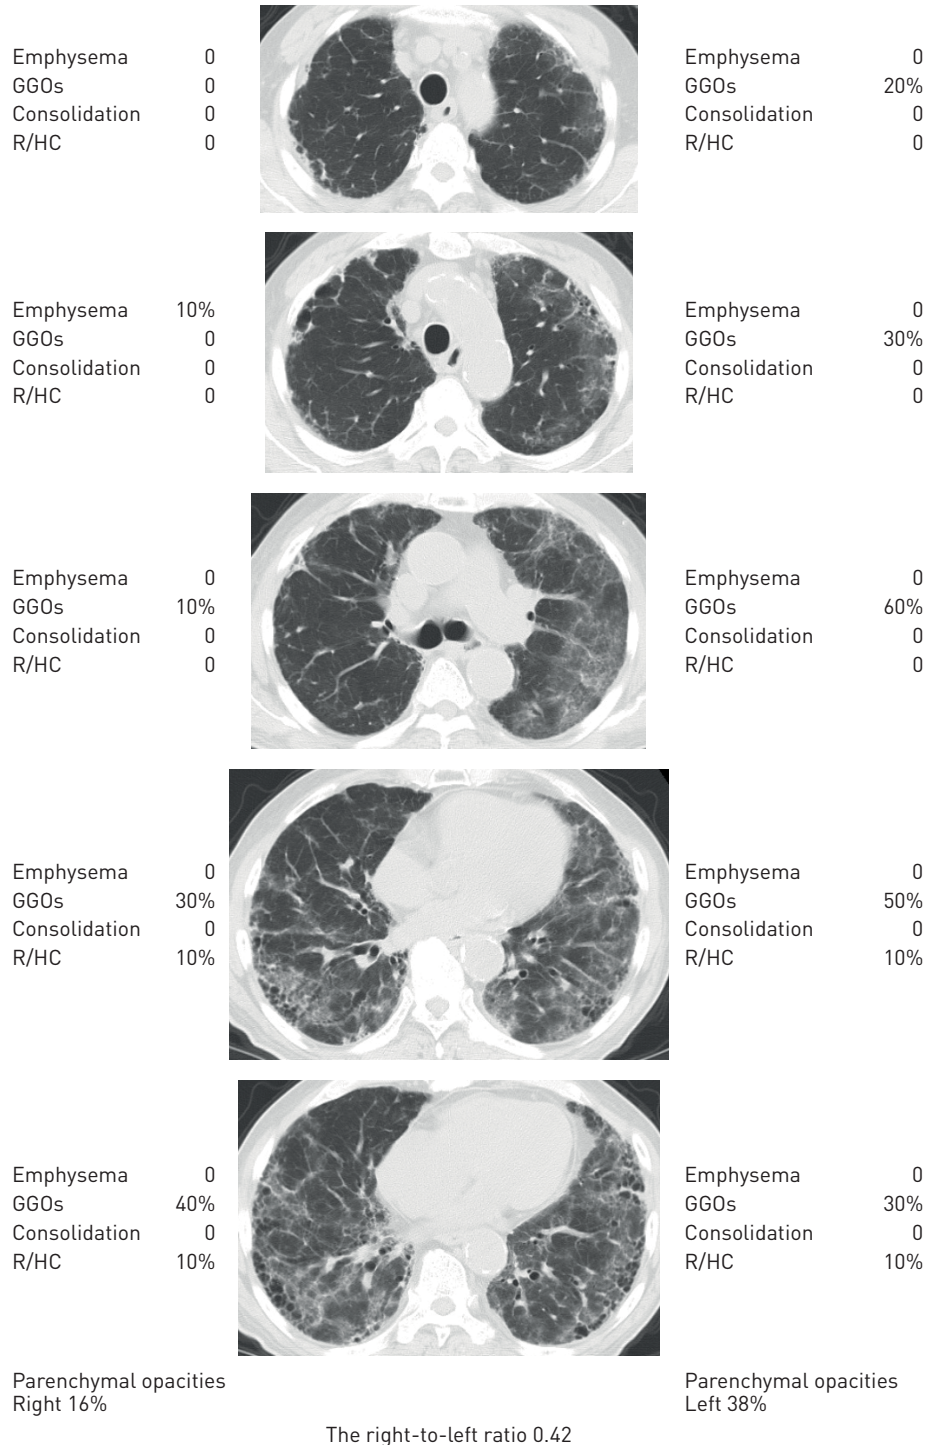 Emphysema 0
GGOs 0
Consolidation 0
R/HC 0
Emphysema 0
GGOs 20%
Consolidation 0
R/HC 0
Emphysema 10%
GGOs 0
Consolidation 0
R/HC 0
Emphysema 0
GGOs 30%
Consolidation 0
R/HC 0
Emphysema 0
GGOs 10%
Consolidation 0
R/HC 0
Emphysema 0
GGOs 60%
Consolidation 0
R/HC 0
Emphysema 0
GGOs 30%
Consolidation 0
R/HC 10%
Emphysema 0
GGOs 50%
Consolidation 0
R/HC 10%
Emphysema 0
GGOs 40%
Consolidation 0
R/HC 10%
Emphysema 0
GGOs 30%
Consolidation 0
R/HC 10%
Parenchymal opacities
Right 16%
Parenchymal opacities
Left 38%
The right-to-left ratio 0.42